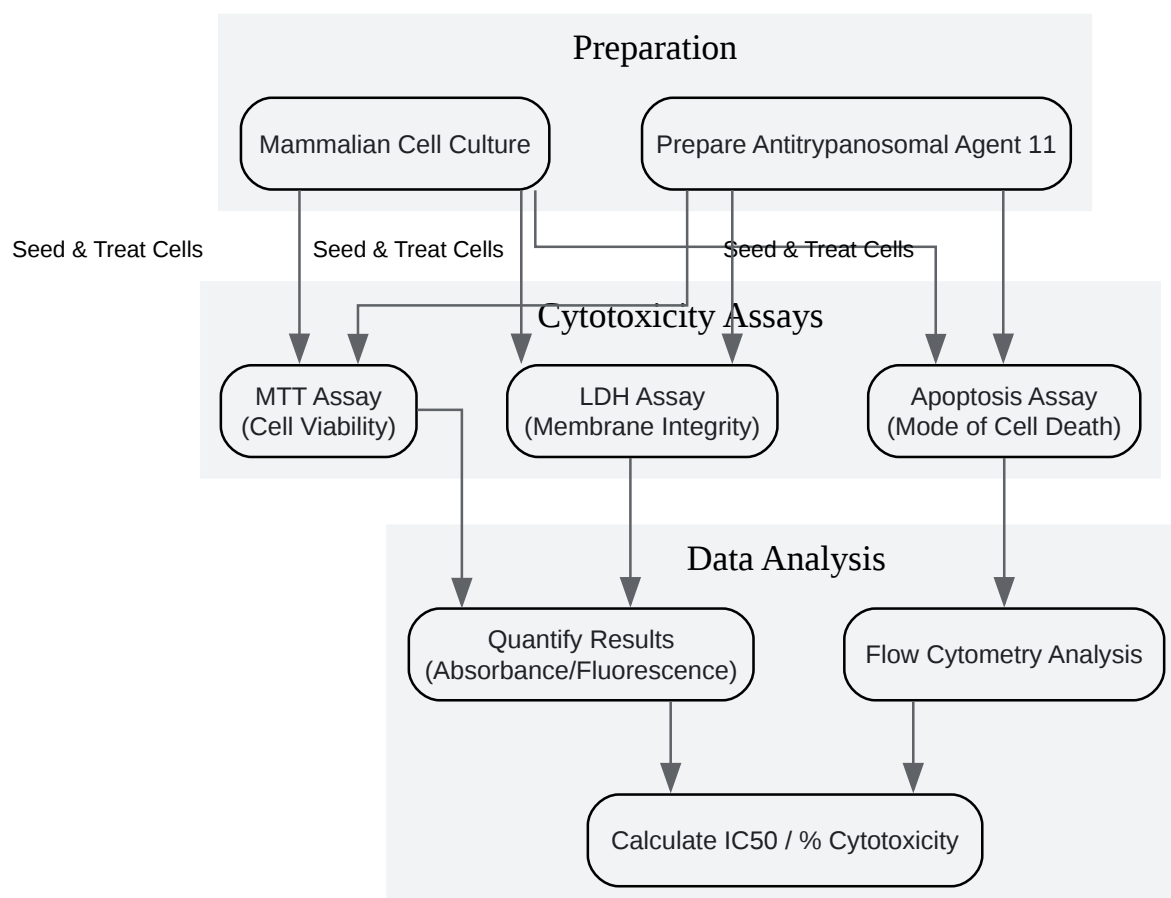 Preparation
Mammalian Cell Culture
Prepare Antitrypanosomal Agent 11
Seed & Treat Cells
Seed & Treat Cells
Seed & Treat Cells
Cytotoxicity Assays
MTT Assay
(Cell Viability)
LDH Assay
(Membrane Integrity)
Apoptosis Assay
(Mode of Cell Death)
Data Analysis
Quantify Results
(Absorbance/Fluorescence)
Flow Cytometry Analysis
Calculate IC50 / % Cytotoxicity